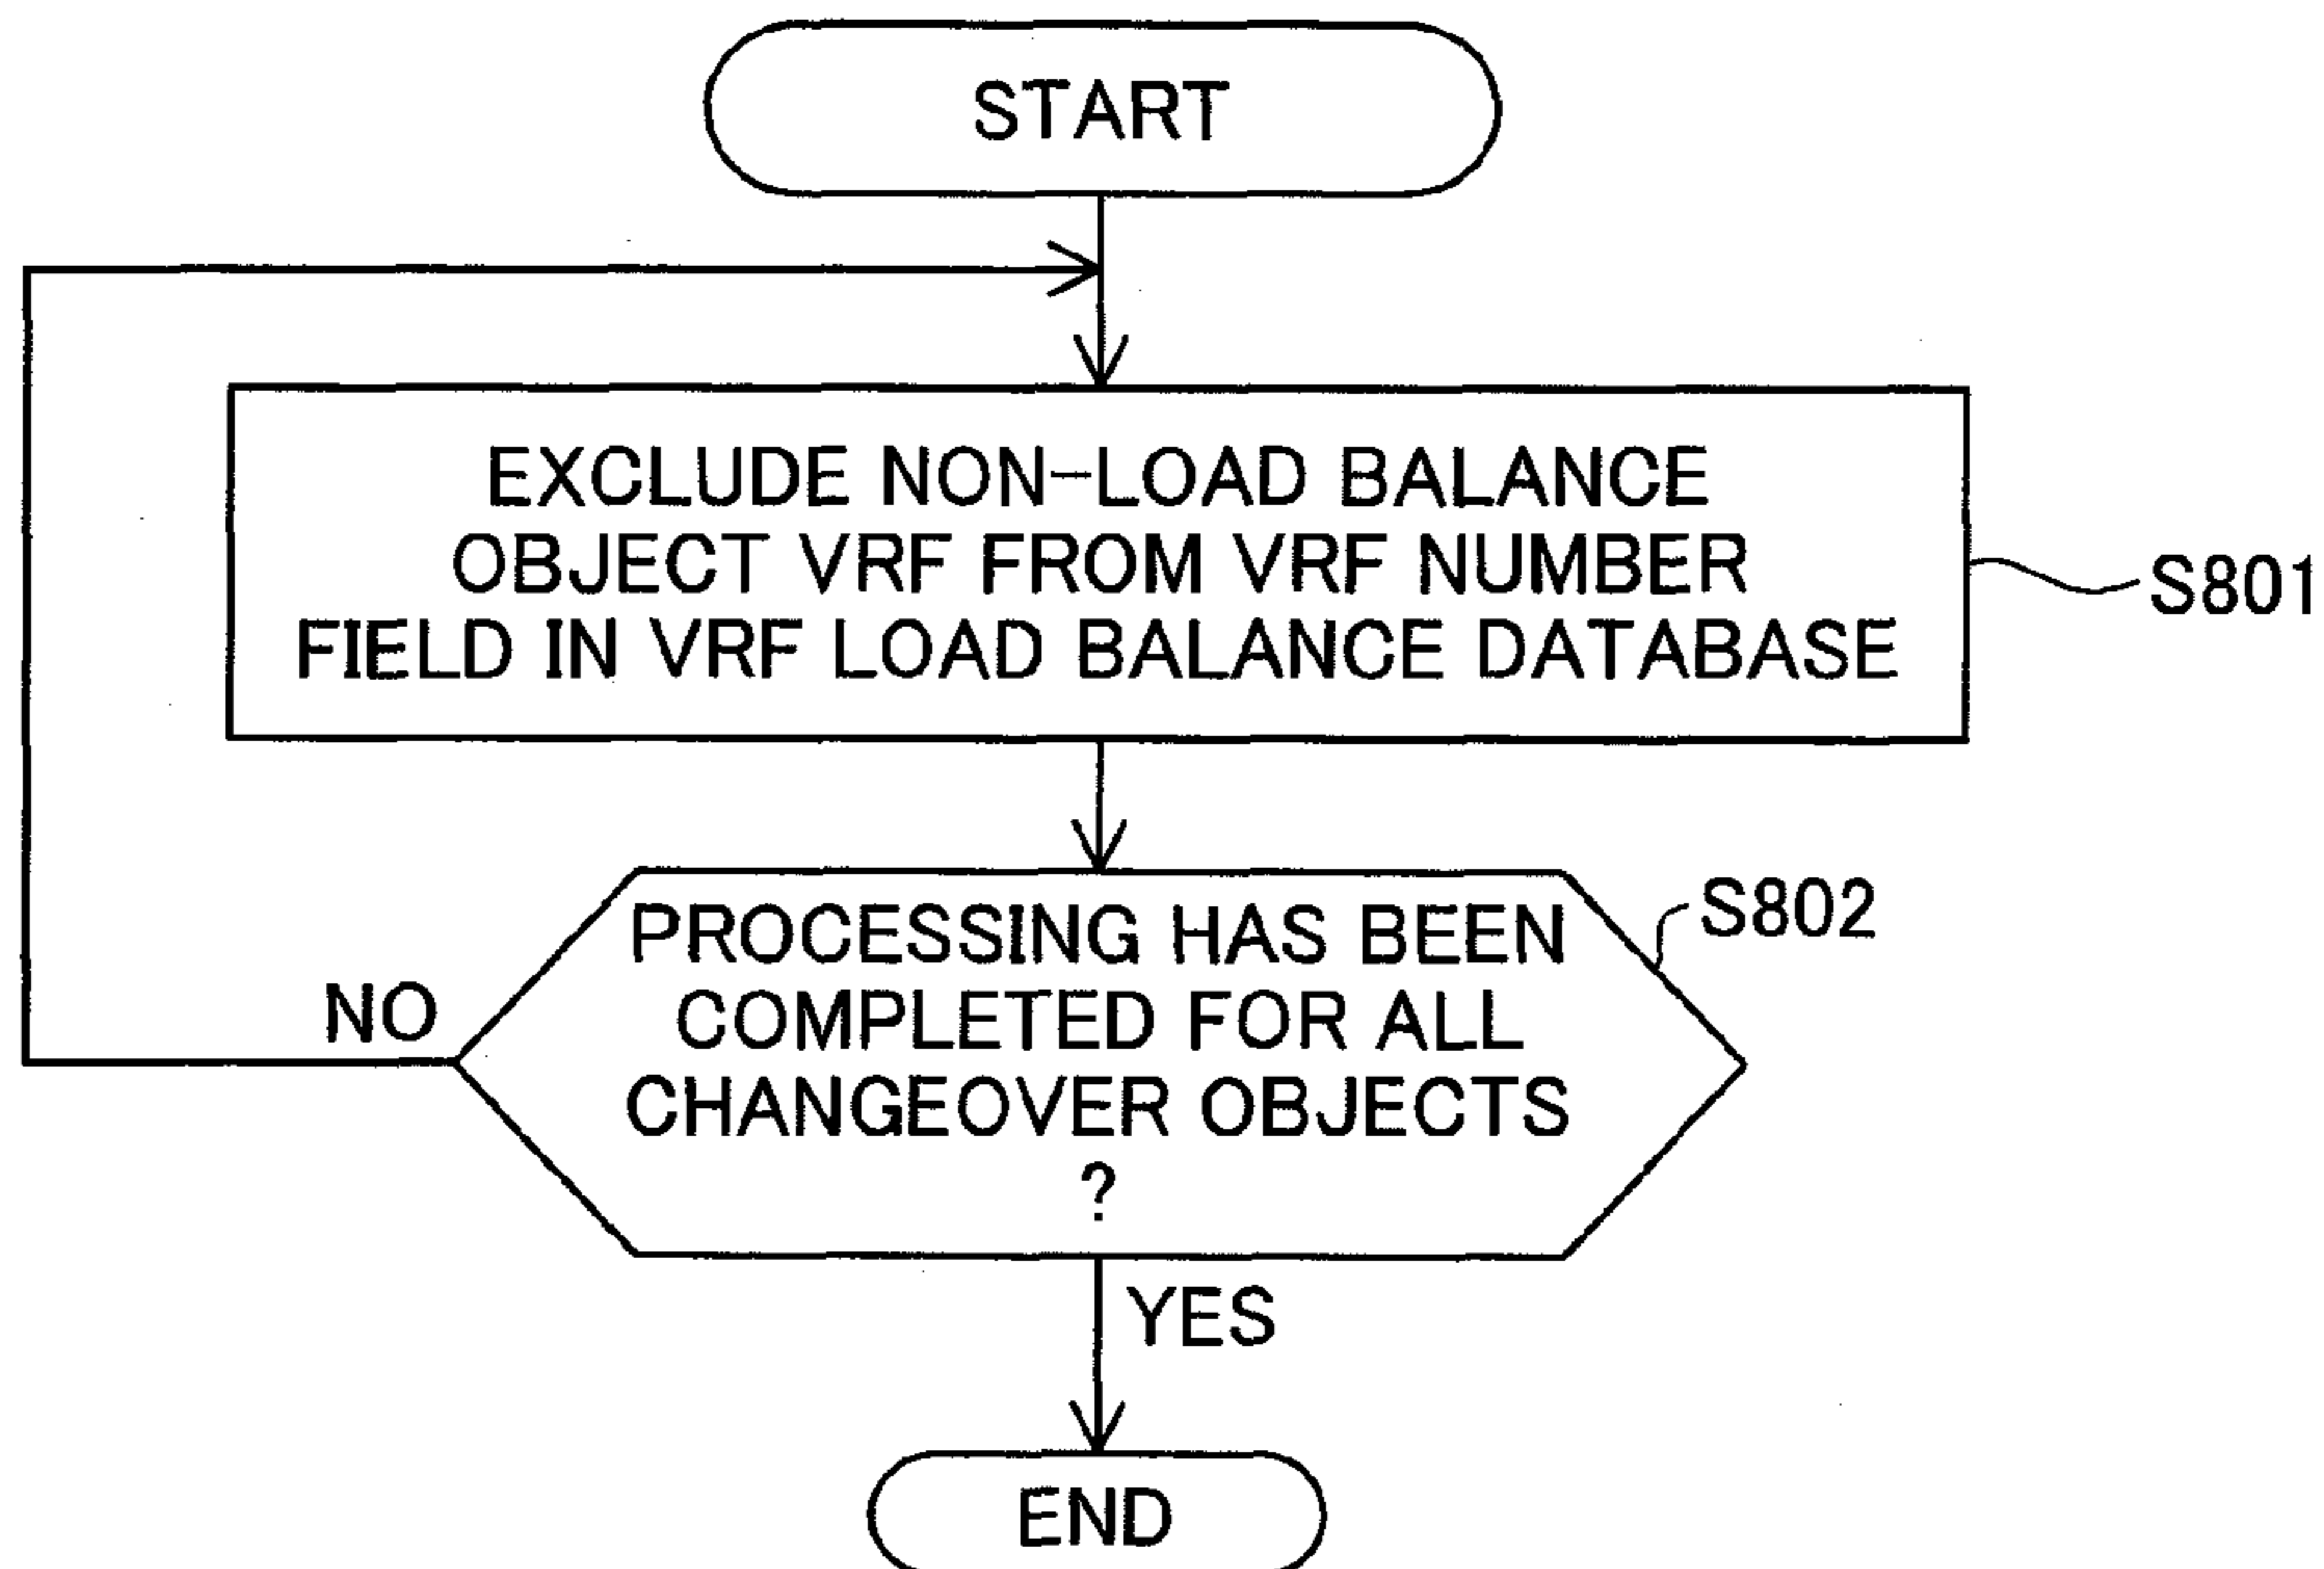 START
EXCLUDE NON-LOAD BALANCE
OBJECT VRF FROM VRF NUMBER
FIELD IN VRF LOAD BALANCE DATABASE
S801
S802
PROCESSING HAS BEEN
COMPLETED FOR ALL
CHANGEOVER OBJECTS
?
NO
YES
END